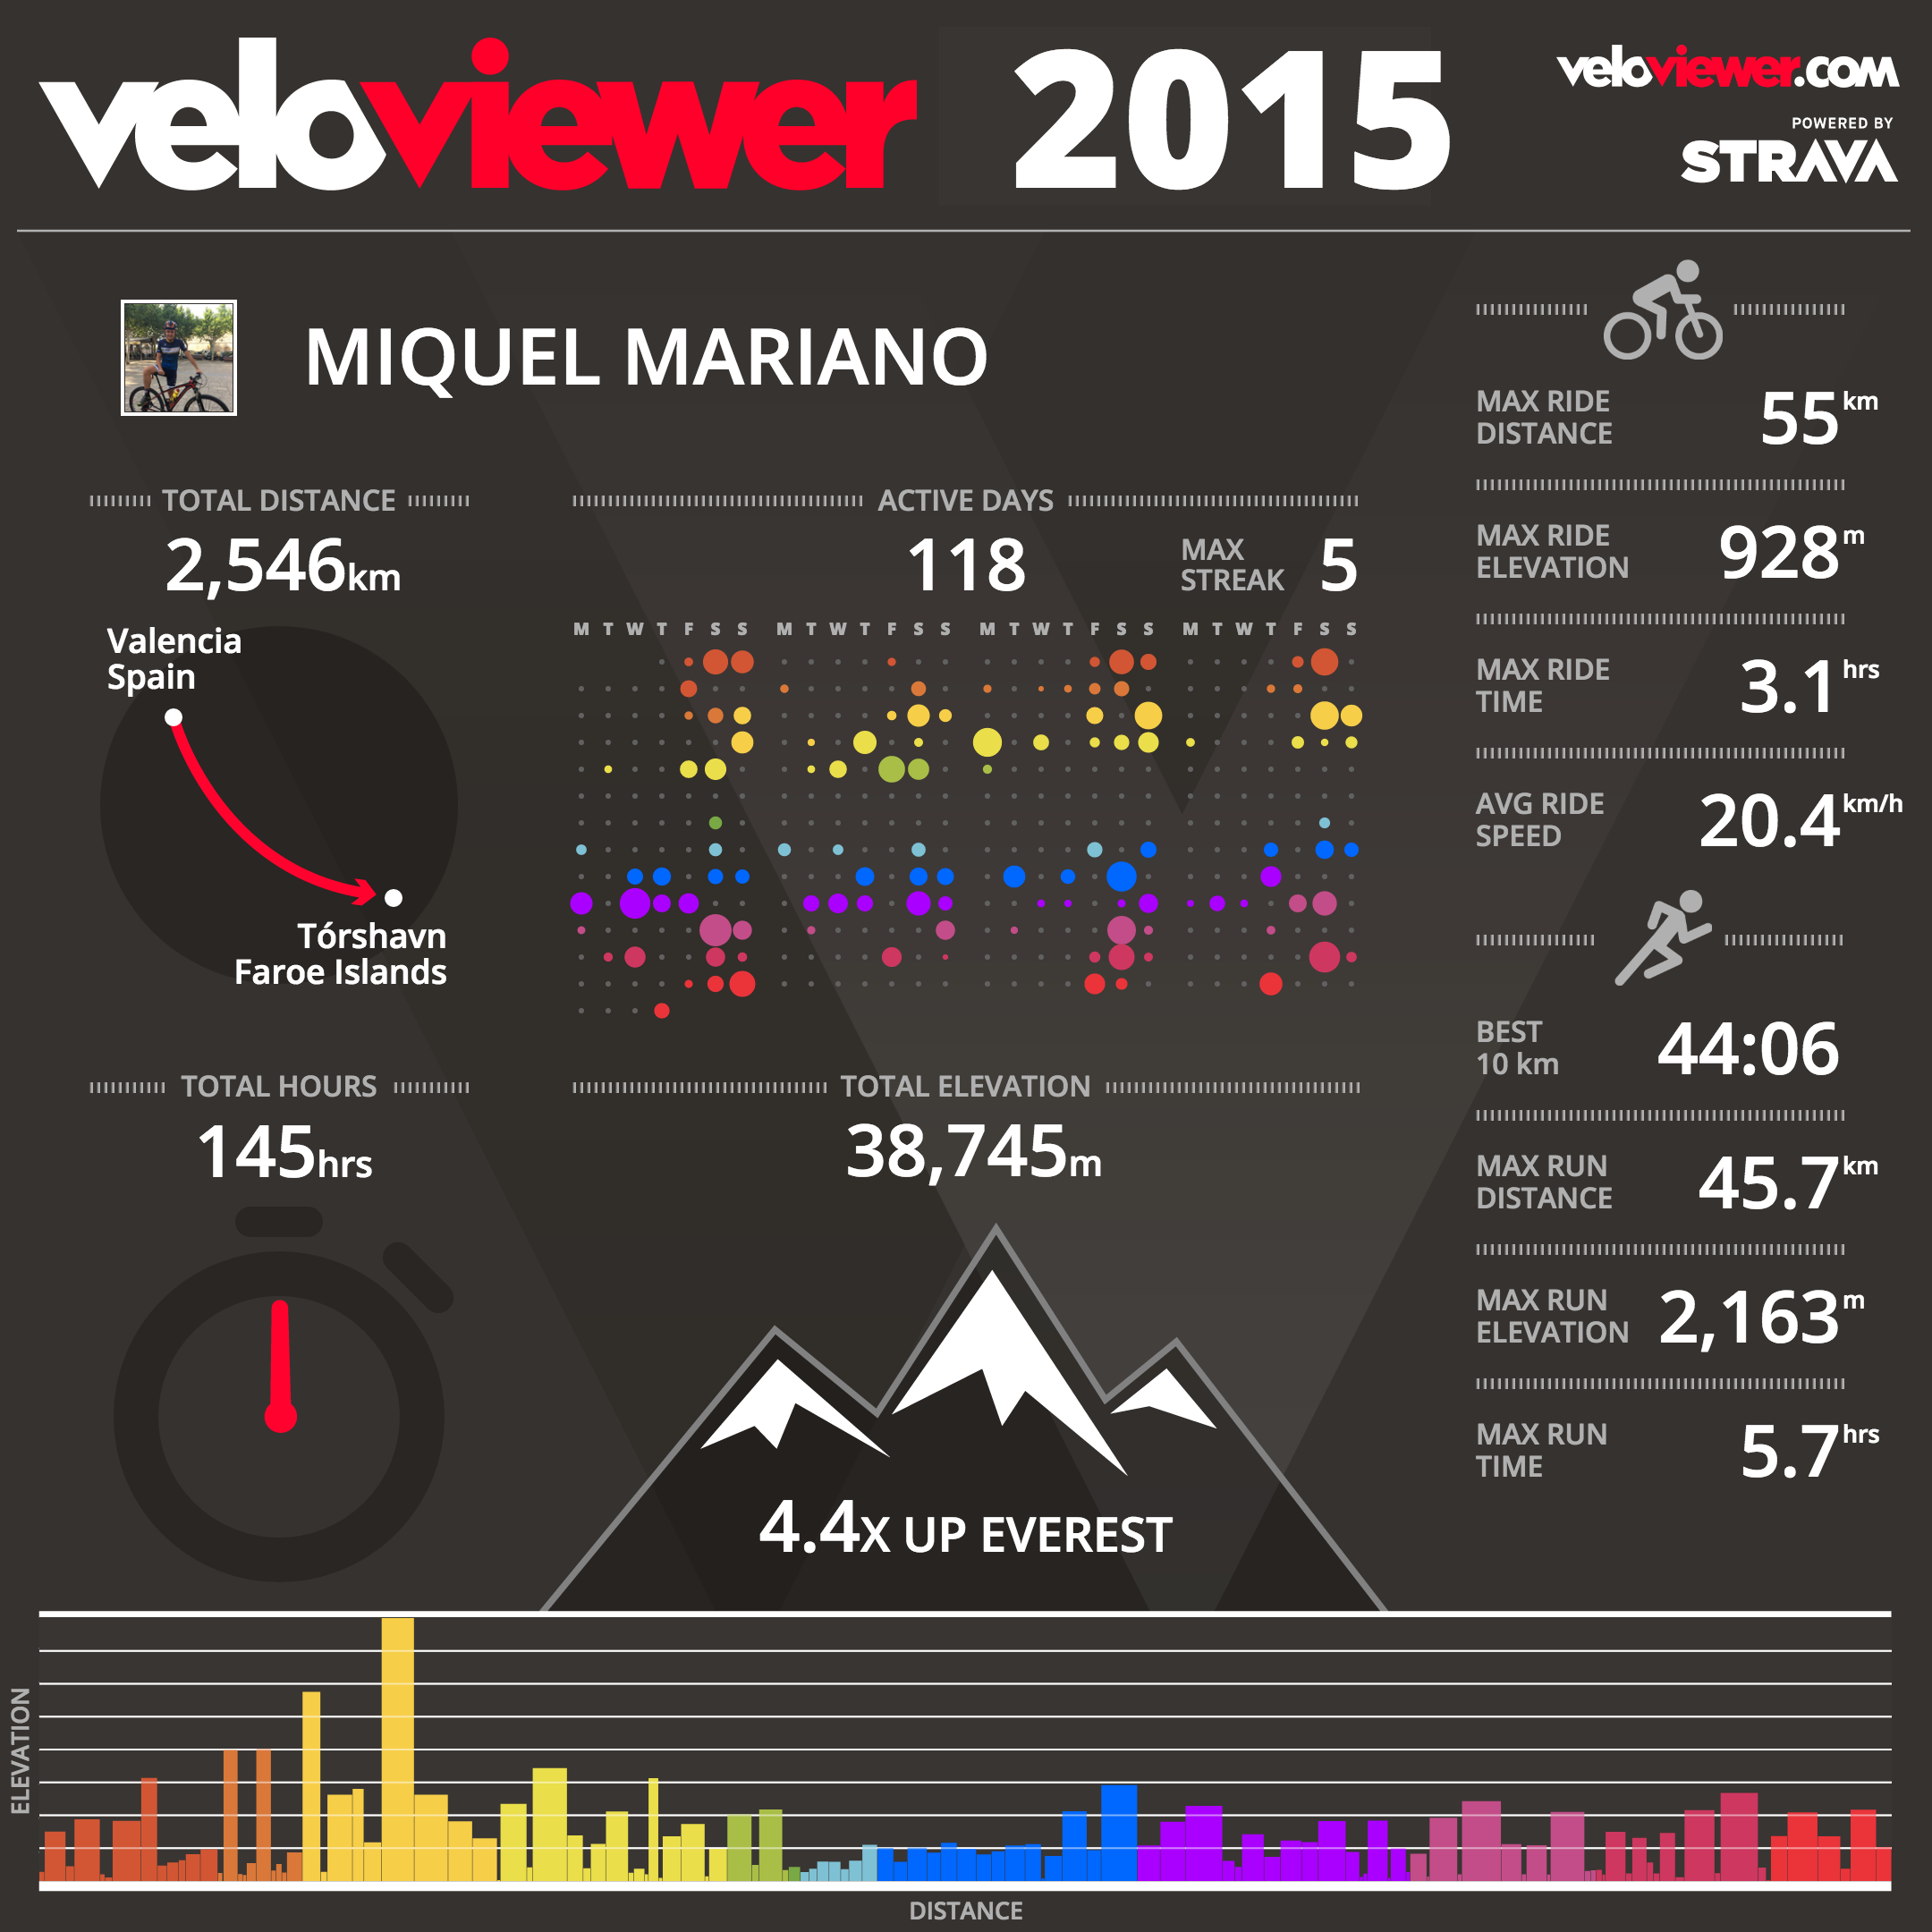 veloviewer 2015
veloviewer.com
POWERED BY
STRAVA
MIQUEL MARIANO
TOTAL DISTANCE
2,546km
Valencia
Spain
Tórshavn
Faroe Islands
ACTIVE DAYS
118
MAX
STREAK
5
M T W T F S S M T W T F S S M T W T F S S M T W T F S S
TOTAL HOURS
145hrs
TOTAL ELEVATION
38,745m
4.4X UP EVEREST
MAX RIDE
DISTANCE
55km
MAX RIDE
ELEVATION
928m
MAX RIDE
TIME
3.1hrs
AVG RIDE
SPEED
20.4km/h
BEST
10 km
44:06
MAX RUN
DISTANCE
45.7km
MAX RUN
ELEVATION
2,163m
MAX RUN
TIME
5.7hrs
ELEVATION
DISTANCE